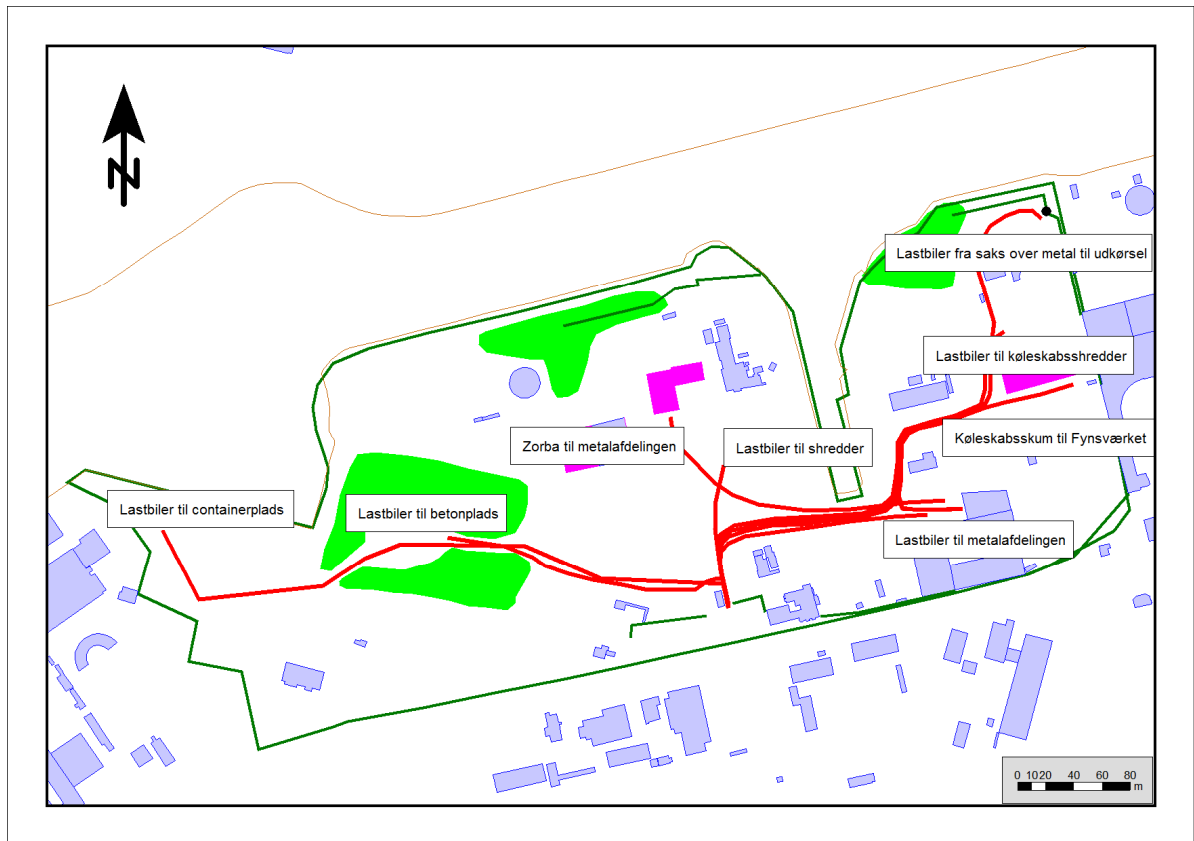 N
Lastbiler fra saks over metal til udkørsel
Lastbiler til køleskabsshredder
Køleskabsskum til Fynsværket
Zorba til metalafdelingen
Lastbiler til shredder
Lastbiler til containerplads
Lastbiler til betonplads
Lastbiler til metalafdelingen
0 10 20 40 60 80
m